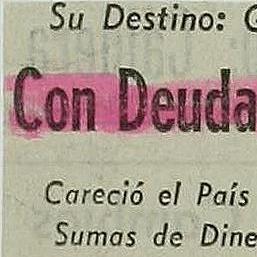 Su Destino: G
Con Deuda
Careció el País
Sumas de Dine